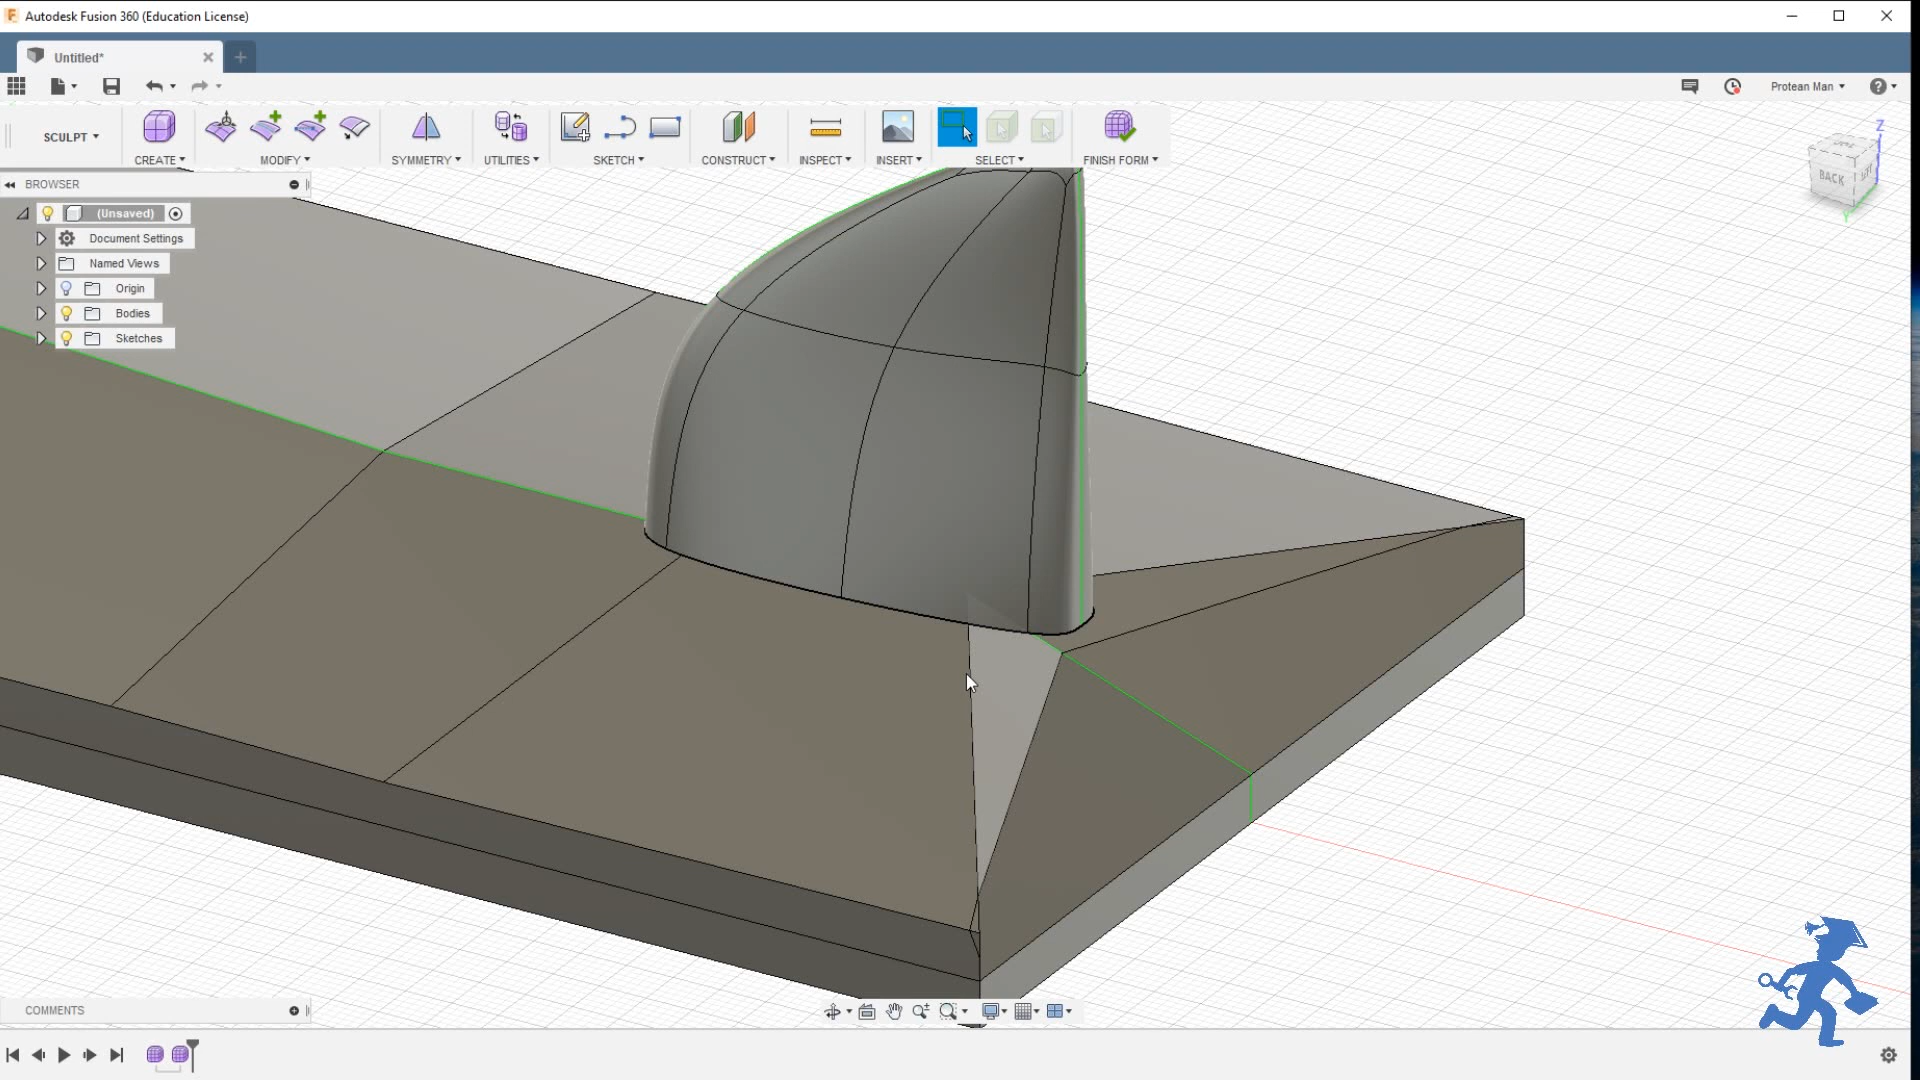 Autodesk Fusion 360 (Education License)
Untitled*
Protean Man
SCULPT
CREATE
MODIFY
SYMMETRY
UTILITIES
SKETCH
CONSTRUCT
INSPECT
INSERT
SELECT
FINISH FORM
Z
BACK
Y
BROWSER
(Unsaved)
Document Settings
Named Views
Origin
Bodies
Sketches
COMMENTS